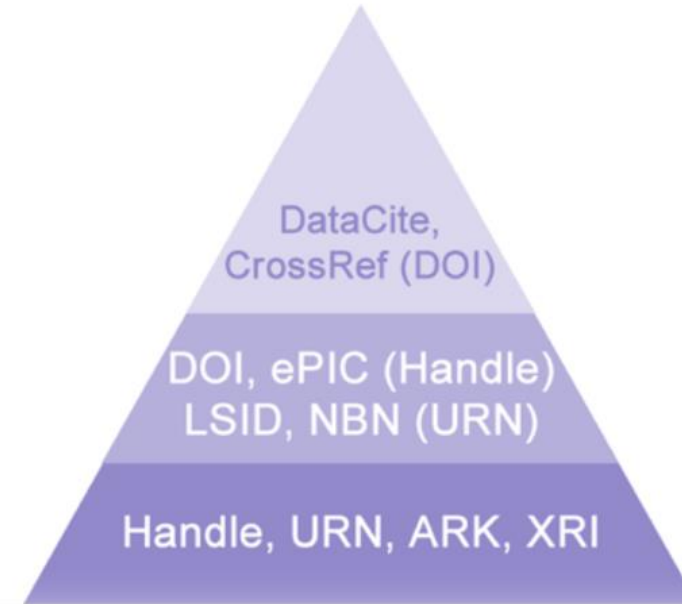 DataCite,
CrossRef (DOI)
DOI, ePIC (Handle)
LSID, NBN (URN)
Handle, URN, ARK, XRI